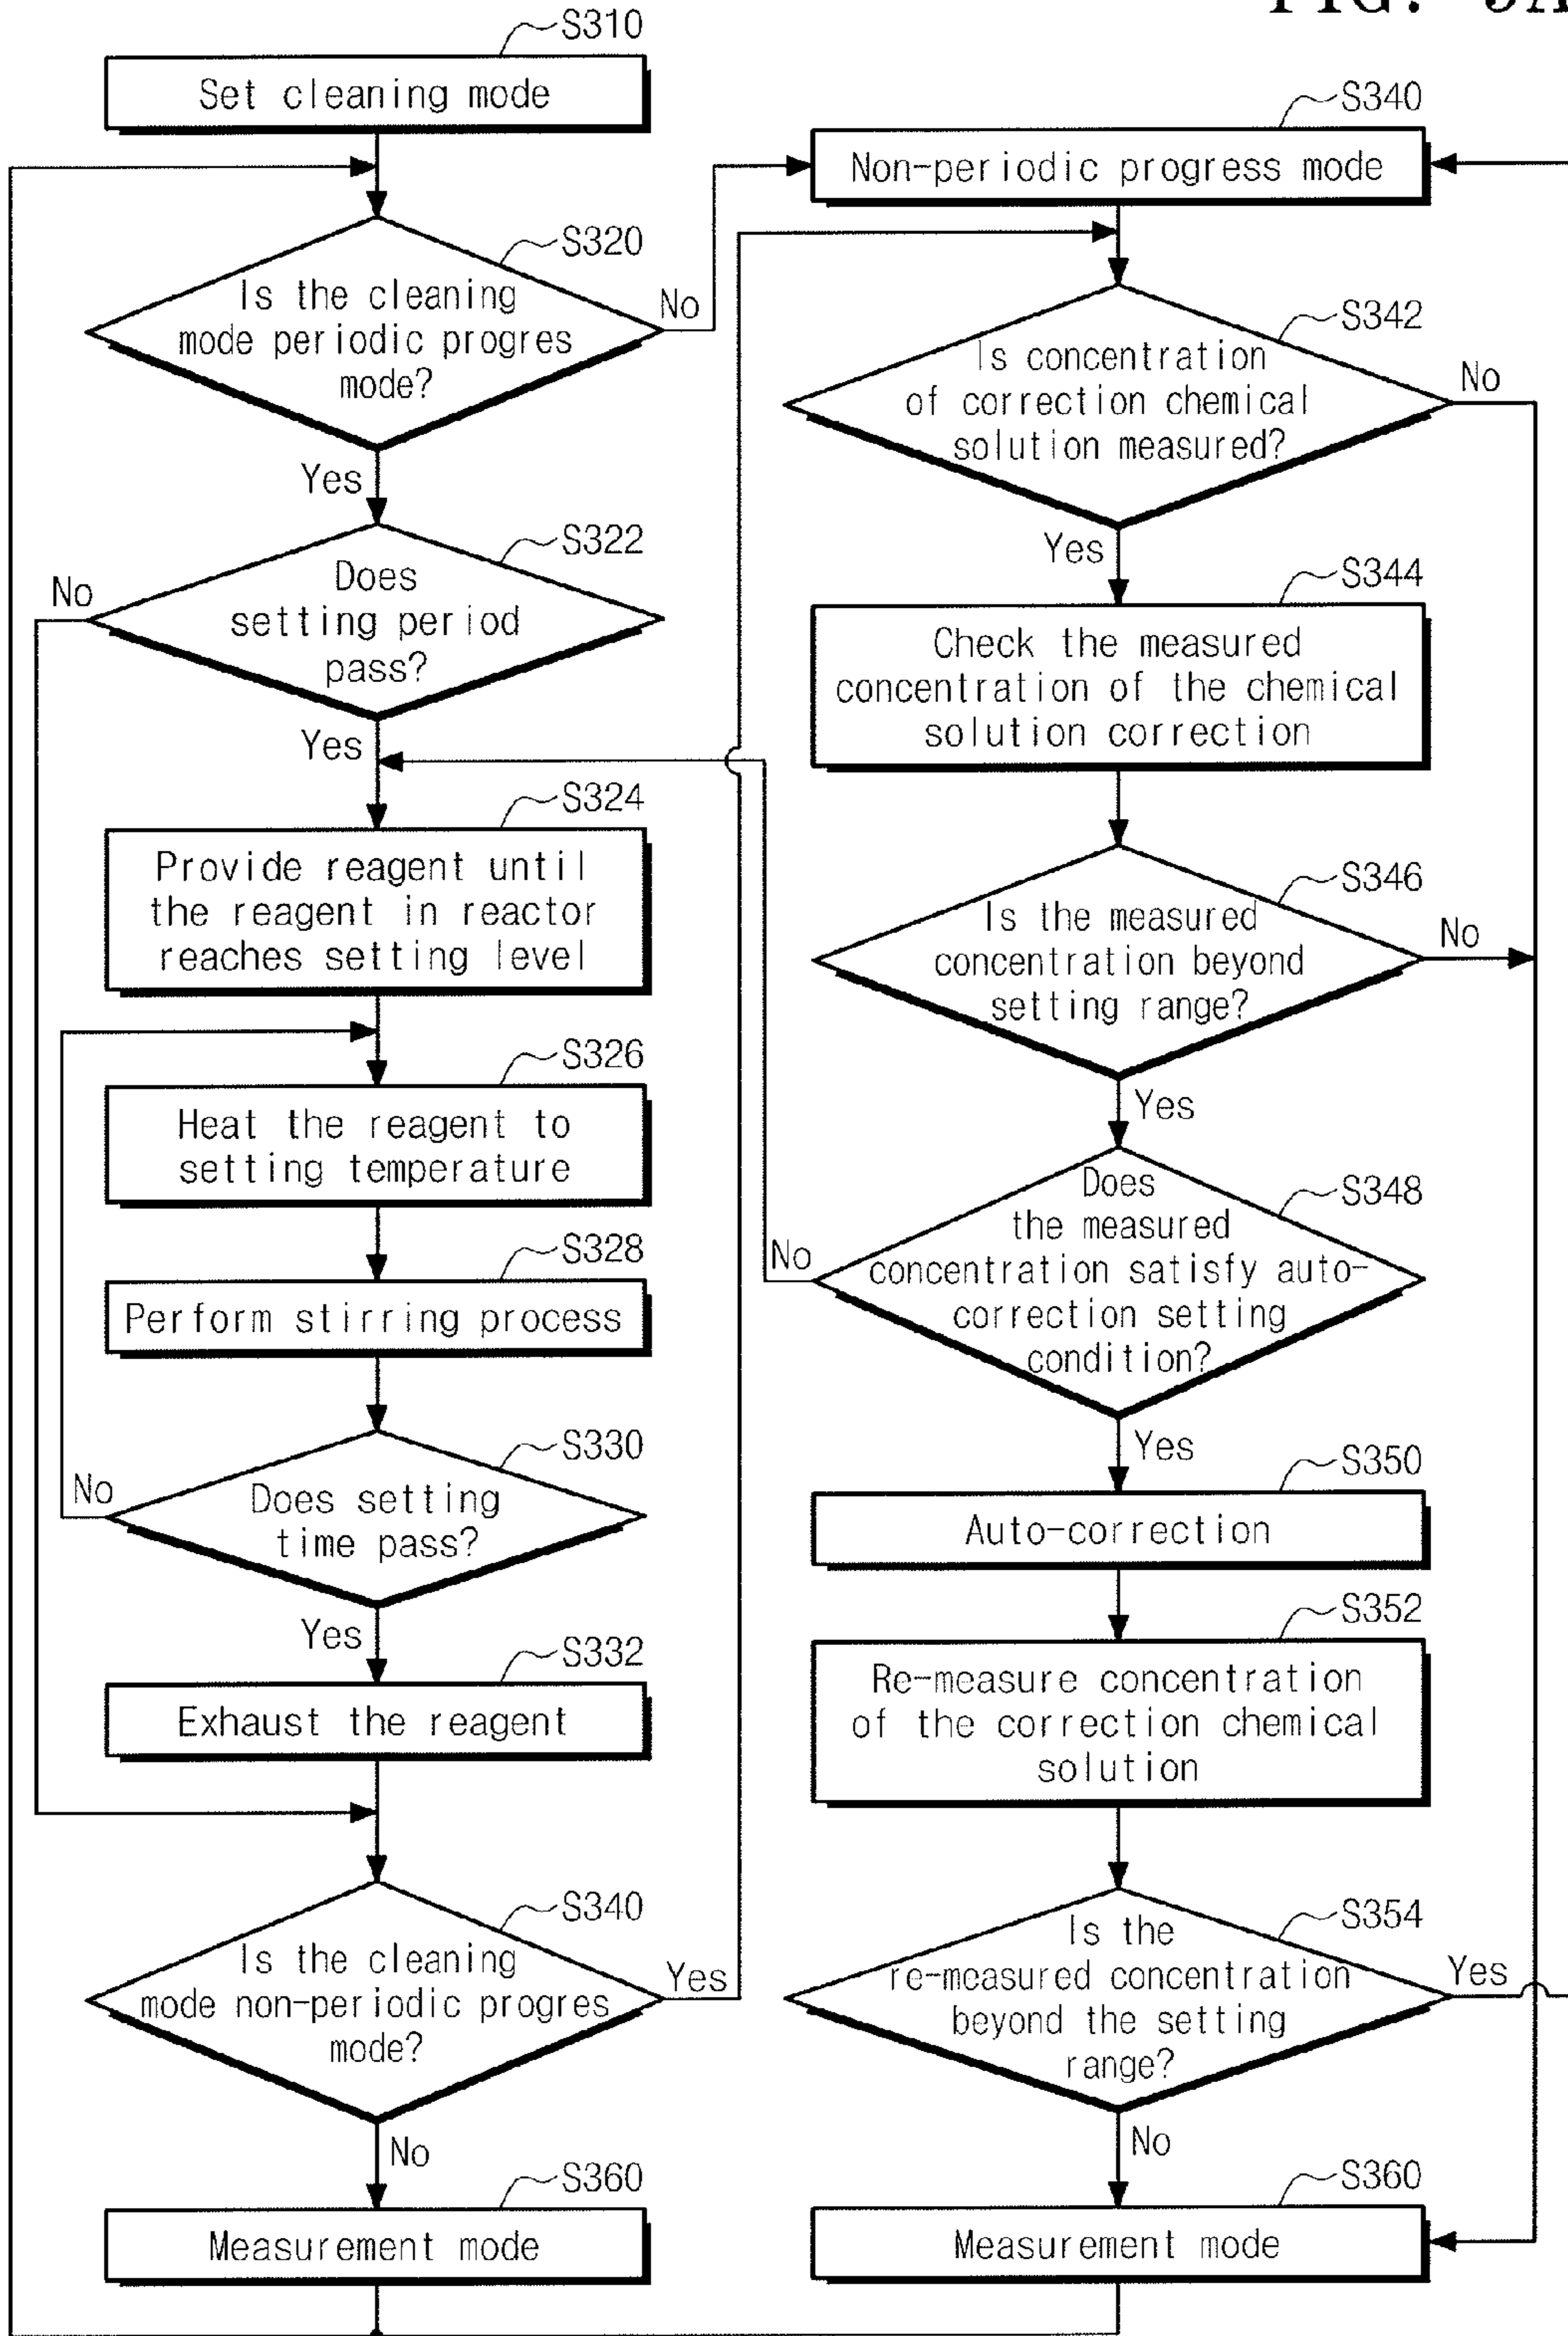 FIG. 5A
S310
Set cleaning mode
S320
Is the cleaning
mode periodic progres
mode?
No
Yes
S322
Does
setting period
pass?
No
Yes
S324
Provide reagent until
the reagent in reactor
reaches setting level
S326
Heat the reagent to
setting temperature
S328
Perform stirring process
S330
Does setting
time pass?
No
Yes
S332
Exhaust the reagent
S340
Is the cleaning
mode non-periodic progres
mode?
Yes
No
S360
Measurement mode
S340
Non-periodic progress mode
S342
Is concentration
of correction chemical
solution measured?
No
Yes
S344
Check the measured
concentration of the chemical
solution correction
S346
Is the measured
concentration beyond
setting range?
No
Yes
S348
Does
the measured
concentration satisfy auto-
correction setting
condition?
No
Yes
S350
Auto-correction
S352
Re-measure concentration
of the correction chemical
solution
S354
Is the
re-measured concentration
beyond the setting
range?
Yes
No
S360
Measurement mode